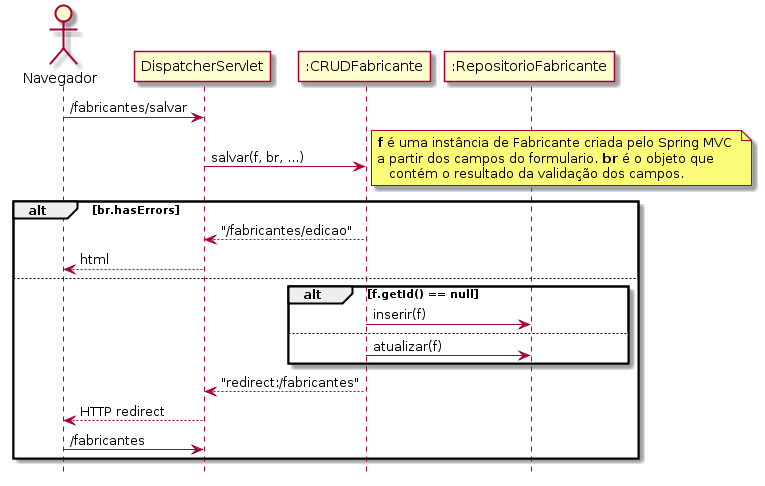 Navegador
DispatcherServlet
:CRUDFabricante
:RepositorioFabricante
/fabricantes/salvar
salvar(f, br, ...)
f é uma instância de Fabricante criada pelo Spring MVC
a partir dos campos do formulario. br é o objeto que
contém o resultado da validação dos campos.
alt [br.hasErrors]
"/fabricantes/edicao"
html
alt [f.getId() == null]
inserir(f)
atualizar(f)
"redirect:/fabricantes"
HTTP redirect
/fabricantes